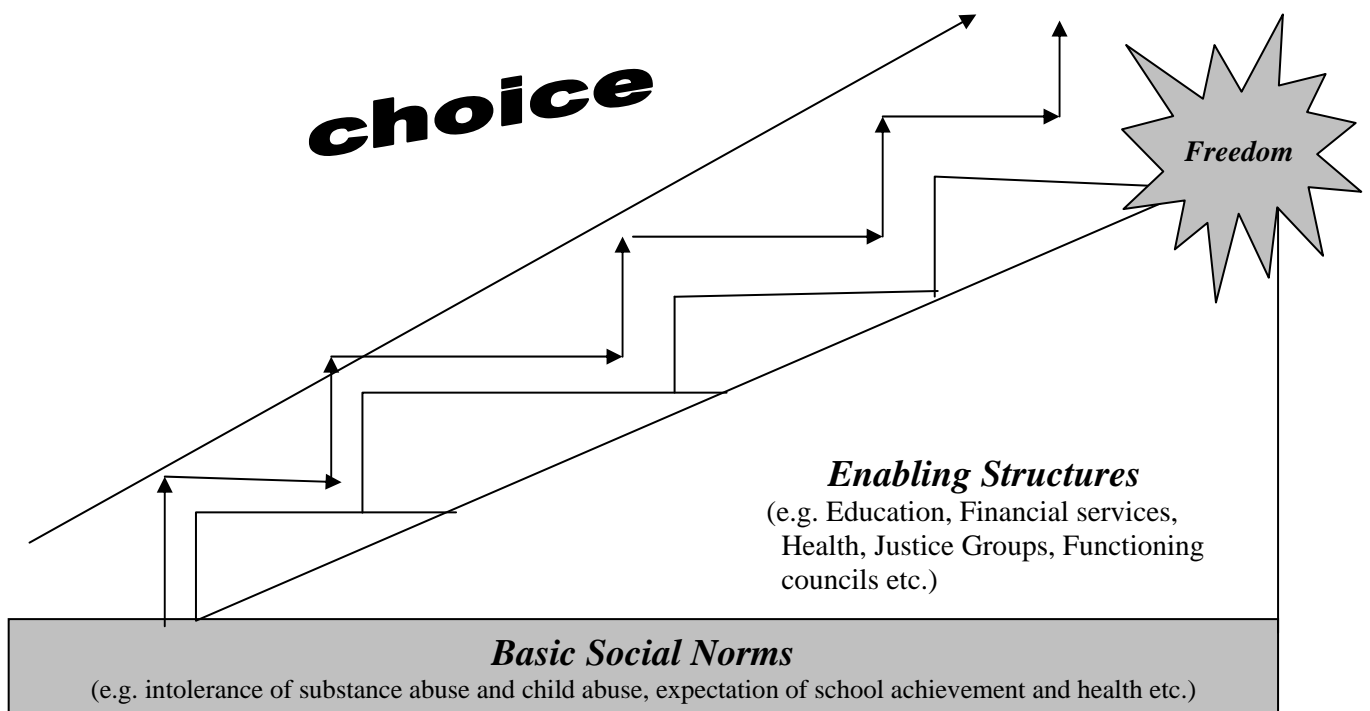 choice
Freedom
Enabling Structures
(e.g. Education, Financial services,
Health, Justice Groups, Functioning
councils etc.)
Basic Social Norms
(e.g. intolerance of substance abuse and child abuse, expectation of school achievement and health etc.)